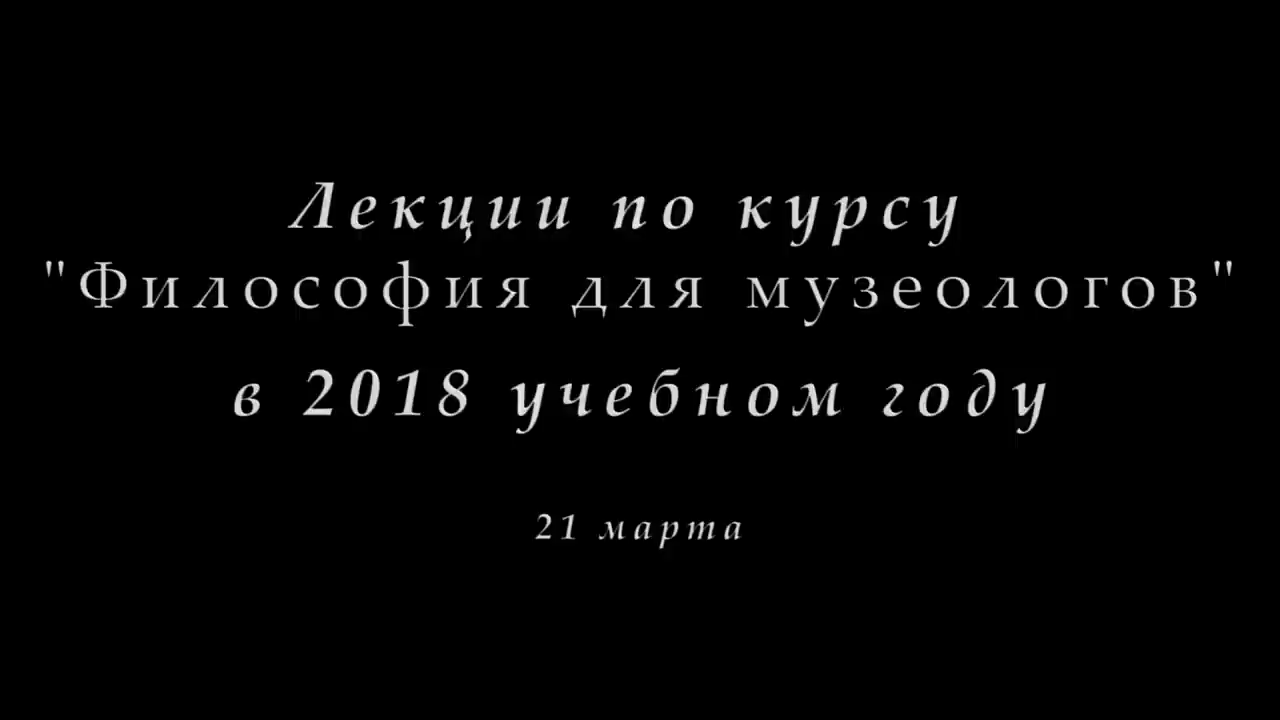 Лекции по курсу
"Философия для музеологов"
в 2018 учебном году
21 марта